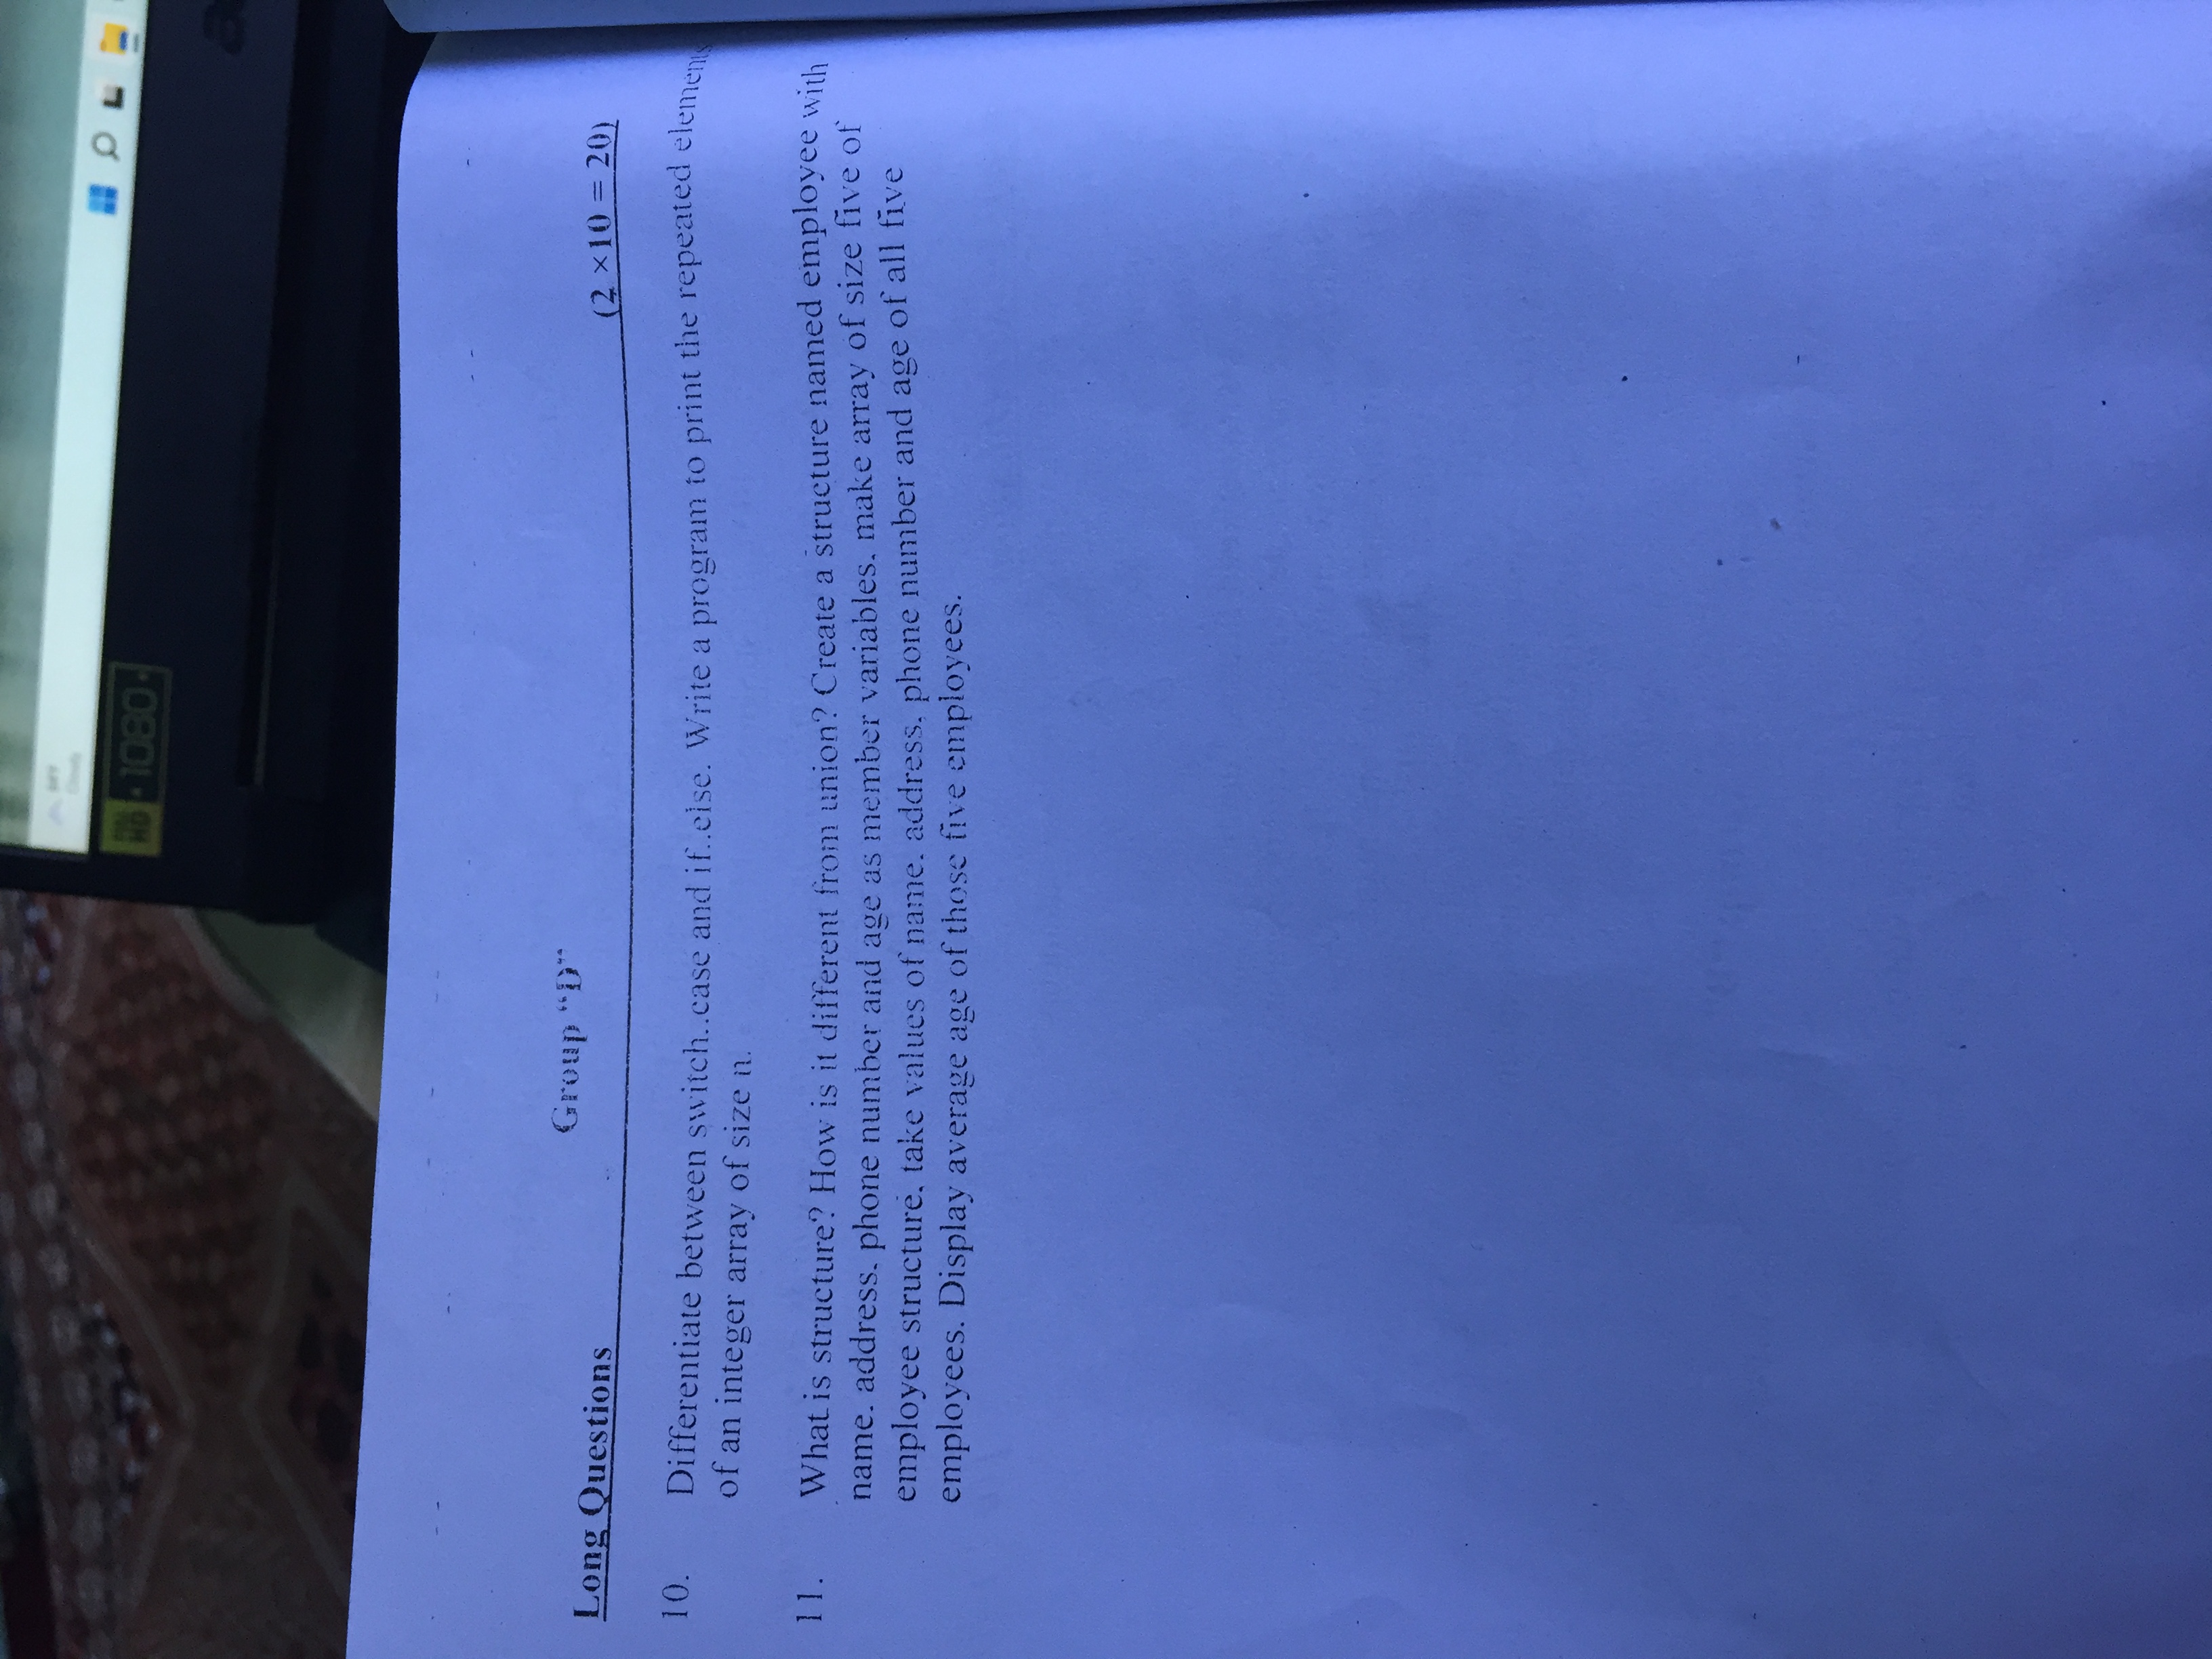 Cloudy
FULL HD 1080
Group "D"
Long Questions (2 ×10 = 20)
10. Differentiate between switch..case and if..else. Write a program to print the repeated elements
of an integer array of size n.
11. What is structure? How is it different from union? Create a structure named employee with
name. address. phone number and age as member variables. make array of size five of
employee structure. take values of name. address. phone number and age of all five
employees. Display average age of those five employees.